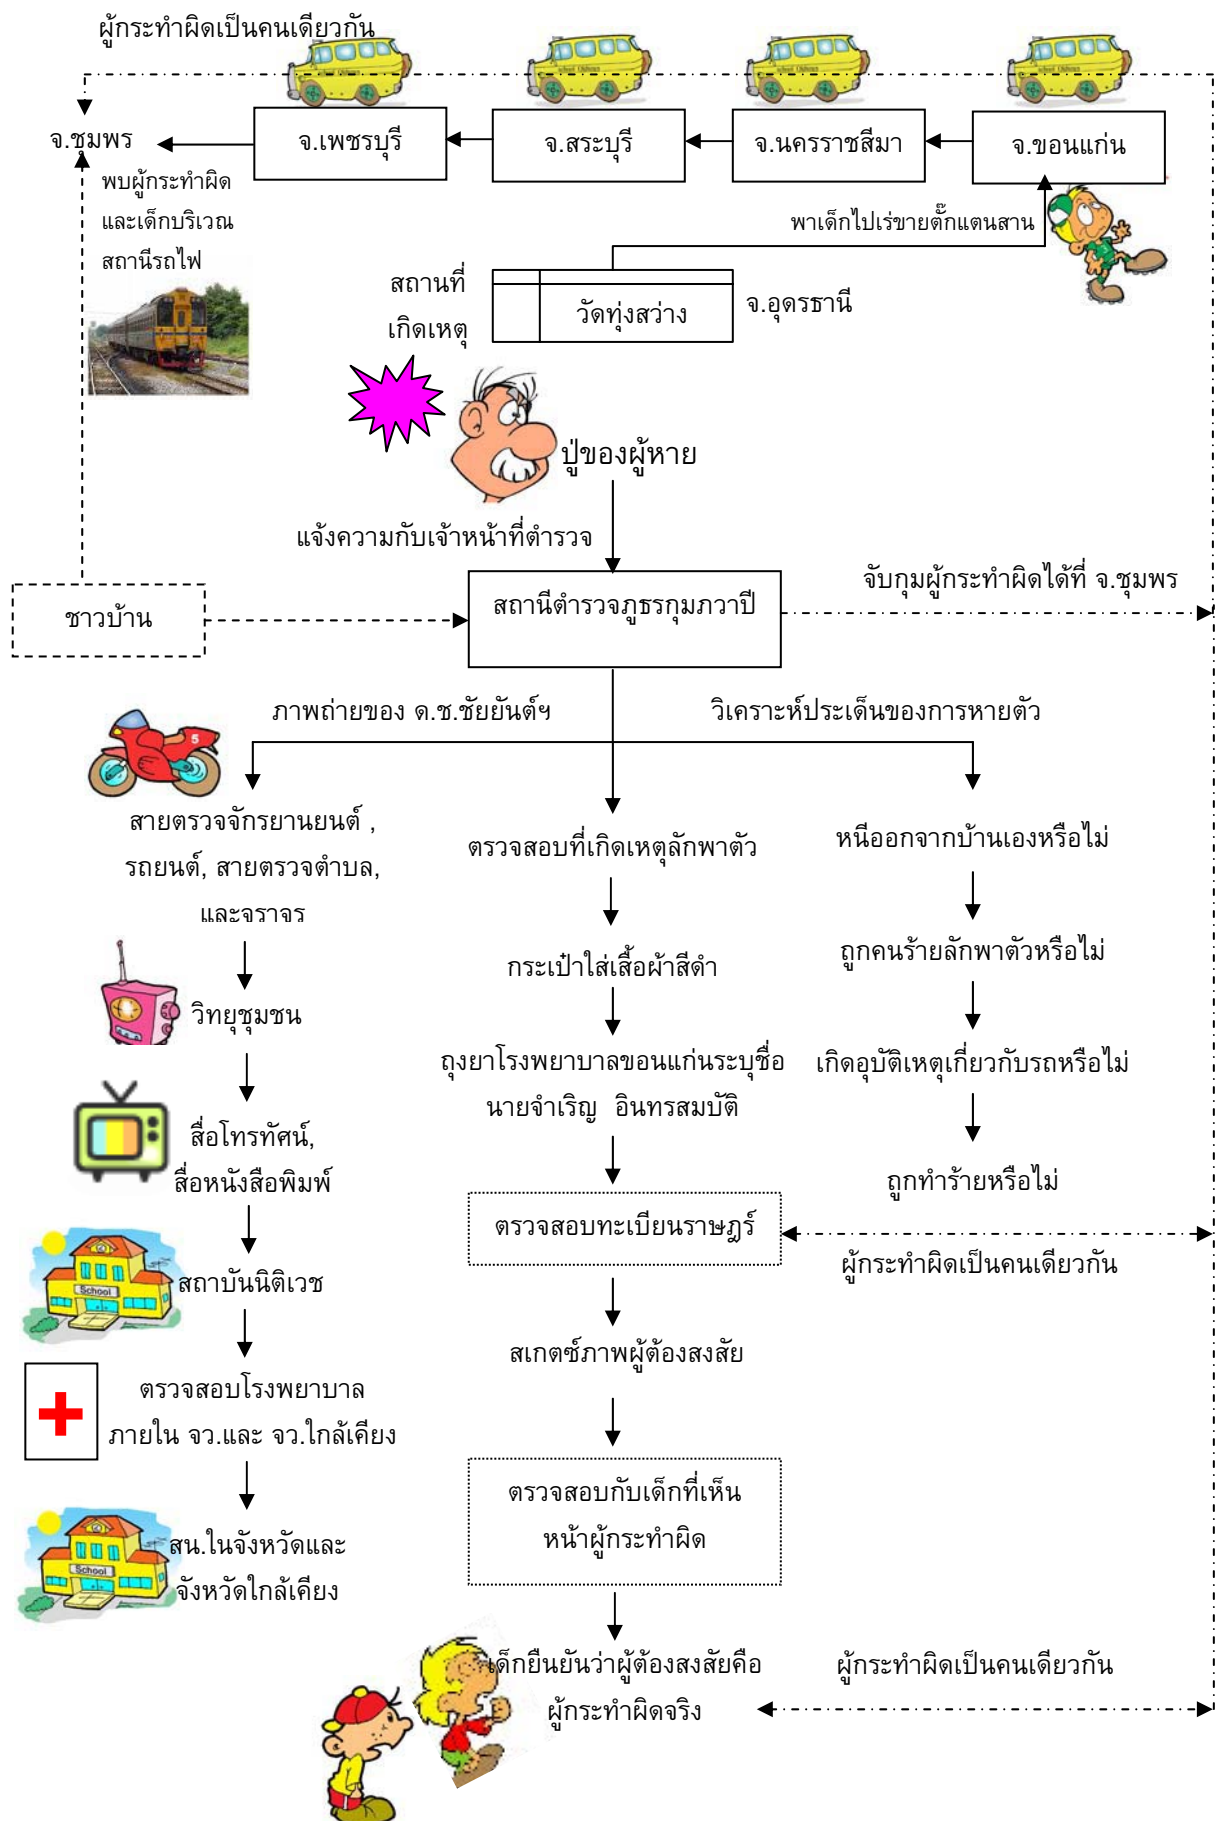 ผู้กระทำผิดเป็นคนเดียวกัน
จ.ชุมพร
จ.เพชรบุรี
จ.สระบุรี
จ.นครราชสีมา
จ.ขอนแก่น
พบผู้กระทำผิด
และเด็กบริเวณ
สถานีรถไฟ
พาเด็กไปเร่ขายตั๊กแตนสาน
สถานที่
เกิดเหตุ
วัดทุ่งสว่าง
จ.อุดรธานี
ปู่ของผู้หาย
แจ้งความกับเจ้าหน้าที่ตำรวจ
ชาวบ้าน
สถานีตำรวจภูธรกุมภวาปี
จับกุมผู้กระทำผิดได้ที่ จ.ชุมพร
ภาพถ่ายของ ด.ช.ชัยยันต์ฯ
วิเคราะห์ประเด็นของการหายตัว
5
สายตรวจจักรยานยนต์ ,
รถยนต์, สายตรวจตำบล,
และจราจร
ตรวจสอบที่เกิดเหตุลักพาตัว
หนีออกจากบ้านเองหรือไม่
วิทยุชุมชน
กระเป๋าใส่เสื้อผ้าสีดำ
ถูกคนร้ายลักพาตัวหรือไม่
สื่อโทรทัศน์,
สื่อหนังสือพิมพ์
ถุงยาโรงพยาบาลขอนแก่นระบุชื่อ
นายจำเริญ อินทรสมบัติ
เกิดอุบัติเหตุเกี่ยวกับรถหรือไม่
ถูกทำร้ายหรือไม่
School
สถาบันนิติเวช
ตรวจสอบทะเบียนราษฎร์
ผู้กระทำผิดเป็นคนเดียวกัน
ตรวจสอบโรงพยาบาล
ภายใน จว.และ จว.ใกล้เคียง
สเกตซ์ภาพผู้ต้องสงสัย
School
สน.ในจังหวัดและ
จังหวัดใกล้เคียง
ตรวจสอบกับเด็กที่เห็น
หน้าผู้กระทำผิด
เด็กยืนยันว่าผู้ต้องสงสัยคือ
ผู้กระทำผิดจริง
ผู้กระทำผิดเป็นคนเดียวกัน